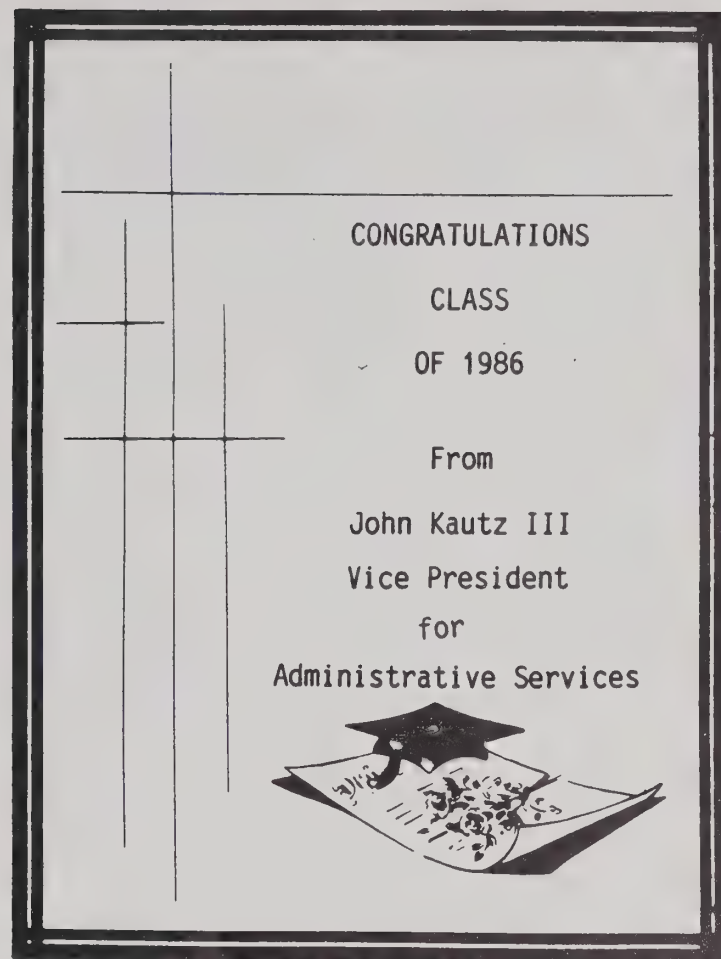 CONGRATULATIONS
CLASS
OF 1986
From
John Kautz III
Vice President
for
Administrative Services